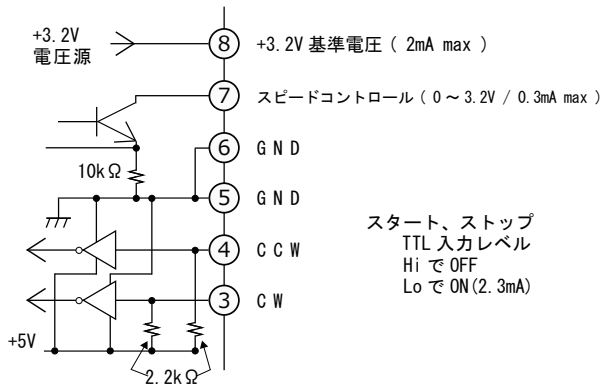 +3.2V
電圧源
8
+3.2V 基準電圧 ( 2mA max )
7
スピードコントロール ( 0 ~ 3.2V / 0.3mA max )
6
G N D
10kΩ
5
G N D
スタート、ストップ
TTL 入力レベル
Hi で OFF
Lo で ON(2.3mA)
4
C C W
3
C W
+5V
2.2kΩ